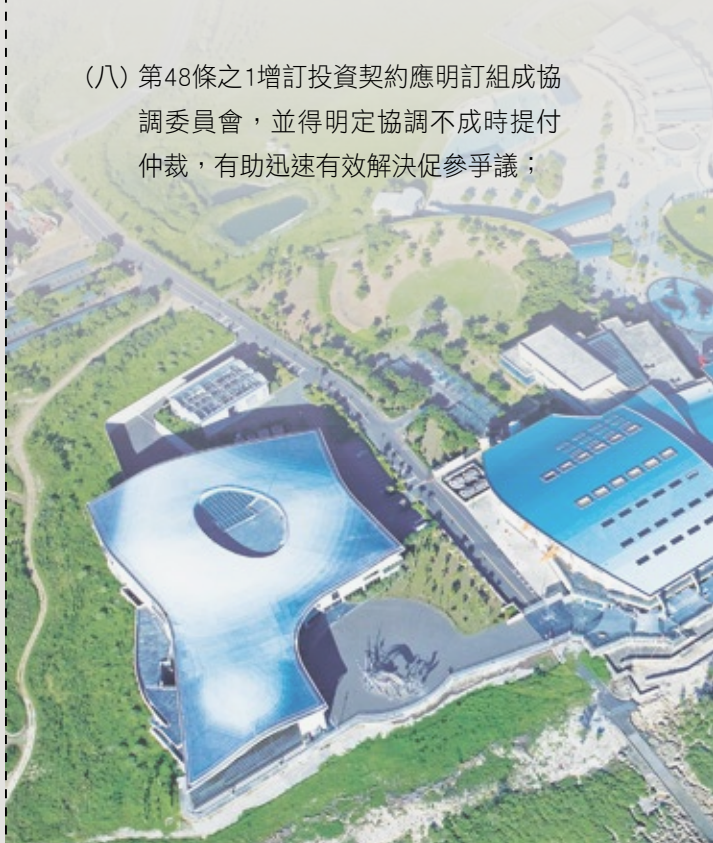 (八) 第48條之1增訂投資契約應明訂組成協
調委員會，並得明定協調不成時提付
仲裁，有助迅速有效解決促參爭議；